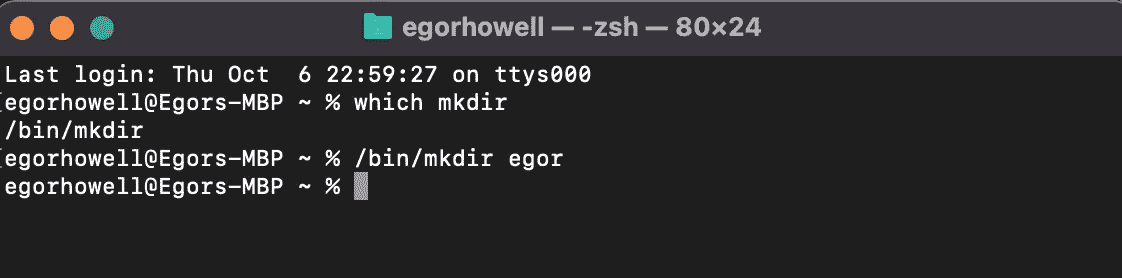 egorhowell — -zsh — 80×24
Last login: Thu Oct  6 22:59:27 on ttys000
[egorhowell@Egors-MBP ~ % which mkdir
/bin/mkdir
[egorhowell@Egors-MBP ~ % /bin/mkdir egor
egorhowell@Egors-MBP ~ %